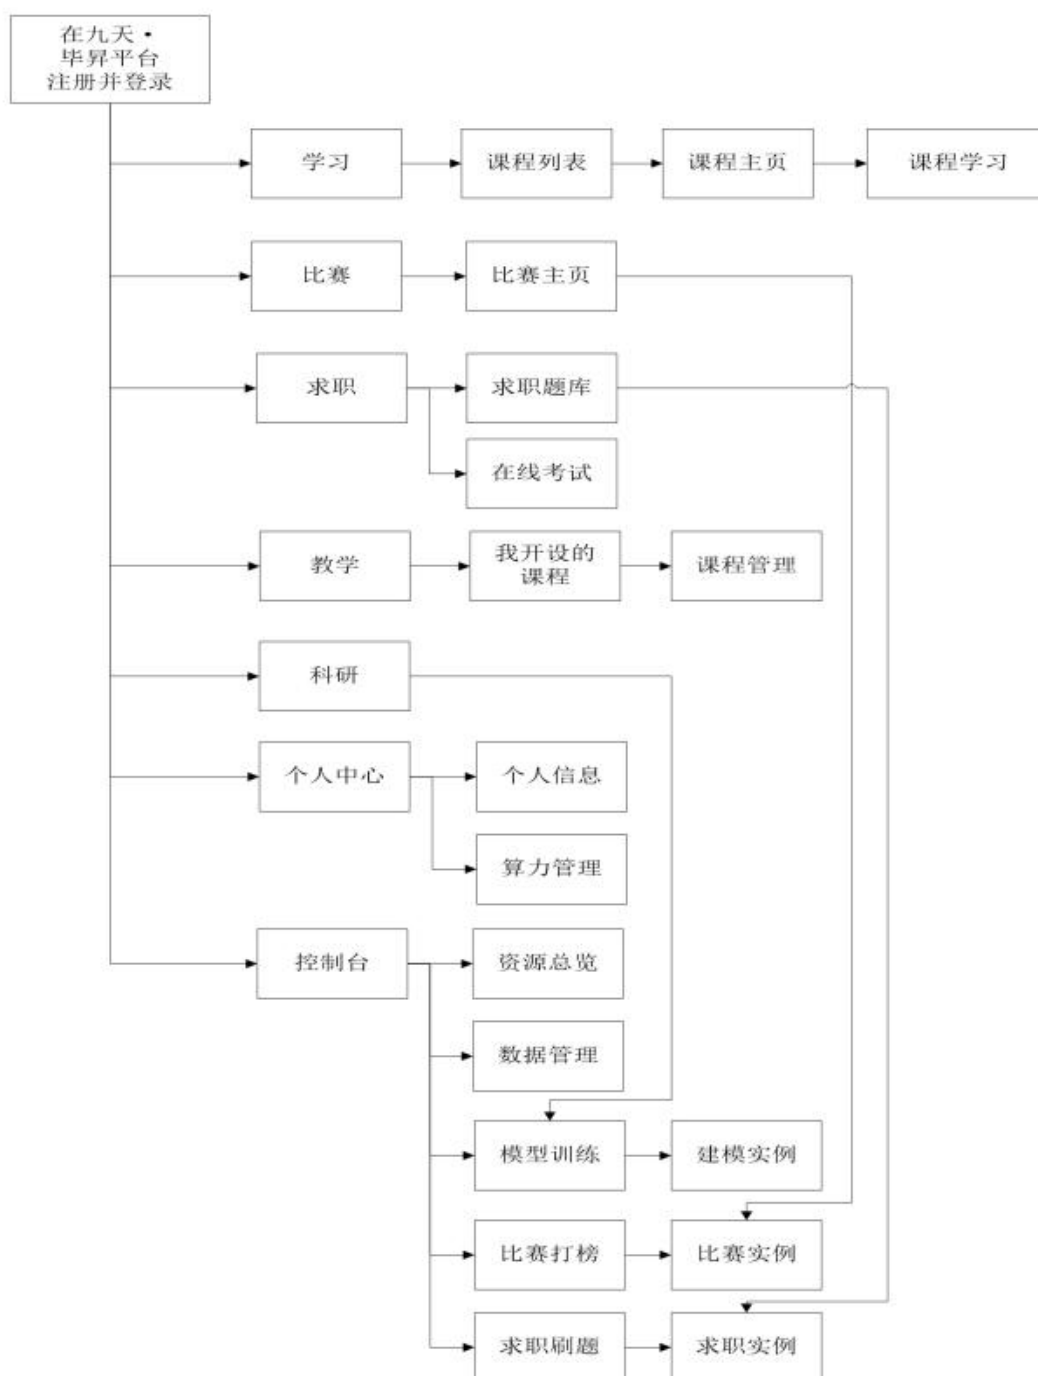 在九天·
毕昇平台
注册并登录
学习
课程列表
课程主页
课程学习
比赛
比赛主页
求职
求职题库
在线考试
教学
我开设的
课程
课程管理
科研
个人中心
个人信息
算力管理
控制台
资源总览
数据管理
模型训练
建模实例
比赛打榜
比赛实例
求职刷题
求职实例